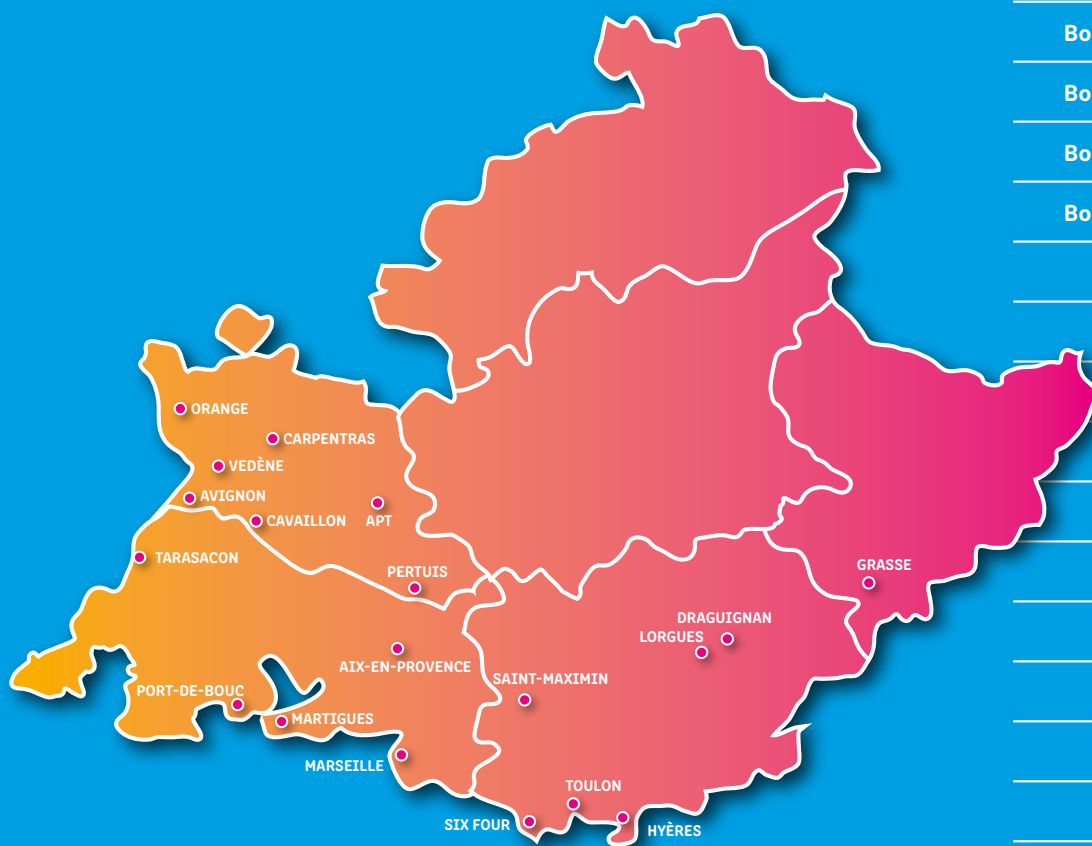 Bo
Bo
Bo
Bo
ORANGE
CARPENTRAS
VEDÈNE
AVIGNON
CAVAILLON
APT
TARASACON
PERTUIS
GRASSE
DRAGUIGNAN
LORGUES
AIX-EN-PROVENCE
SAINT-MAXIMIN
PORT-DE-BOUC
MARTIGUES
MARSEILLE
TOULON
SIX FOUR
HYÈRES